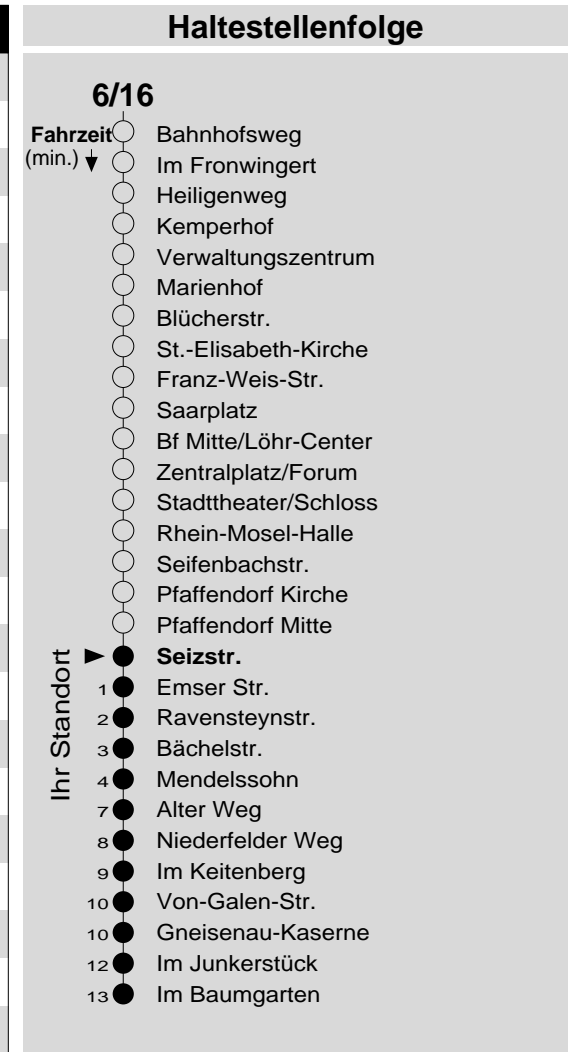 Haltestellenfolge
6/16
Fahrzeit
(min.)
Bahnhofsweg
Im Fronwingert
Heiligenweg
Kemperhof
Verwaltungszentrum
Marienhof
Blücherstr.
St.-Elisabeth-Kirche
Franz-Weis-Str.
Saarplatz
Bf Mitte/Löhr-Center
Zentralplatz/Forum
Stadttheater/Schloss
Rhein-Mosel-Halle
Seifenbachstr.
Pfaffendorf Kirche
Pfaffendorf Mitte
Ihr Standort
Seizstr.
1 Emser Str.
2 Ravensteynstr.
3 Bächelstr.
4 Mendelssohn
7 Alter Weg
8 Niederfelder Weg
9 Im Keitenberg
10 Von-Galen-Str.
10 Gneisenau-Kaserne
12 Im Junkerstück
13 Im Baumgarten